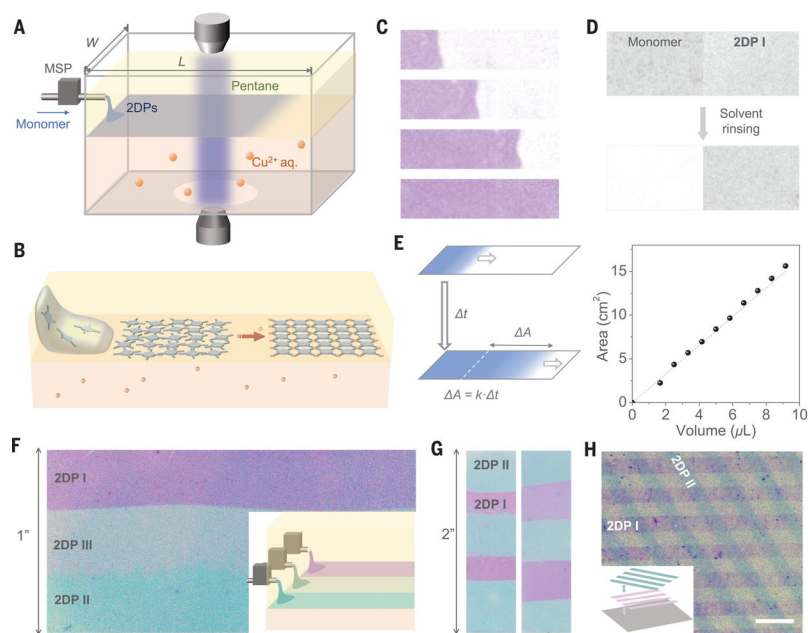 A
W
L
MSP
Pentane
2DPs
Monomer
Cu²⁺ aq.
B
C
D
Monomer
2DP I
Solvent
rinsing
E
Δt
ΔA
ΔA = k·Δt
Area (cm²)
15
10
5
0
0 2 4 6 8 10
Volume (μL)
F
1”
2DP I
2DP III
2DP II
G
2”
2DP II
2DP I
H
2DP II
2DP I